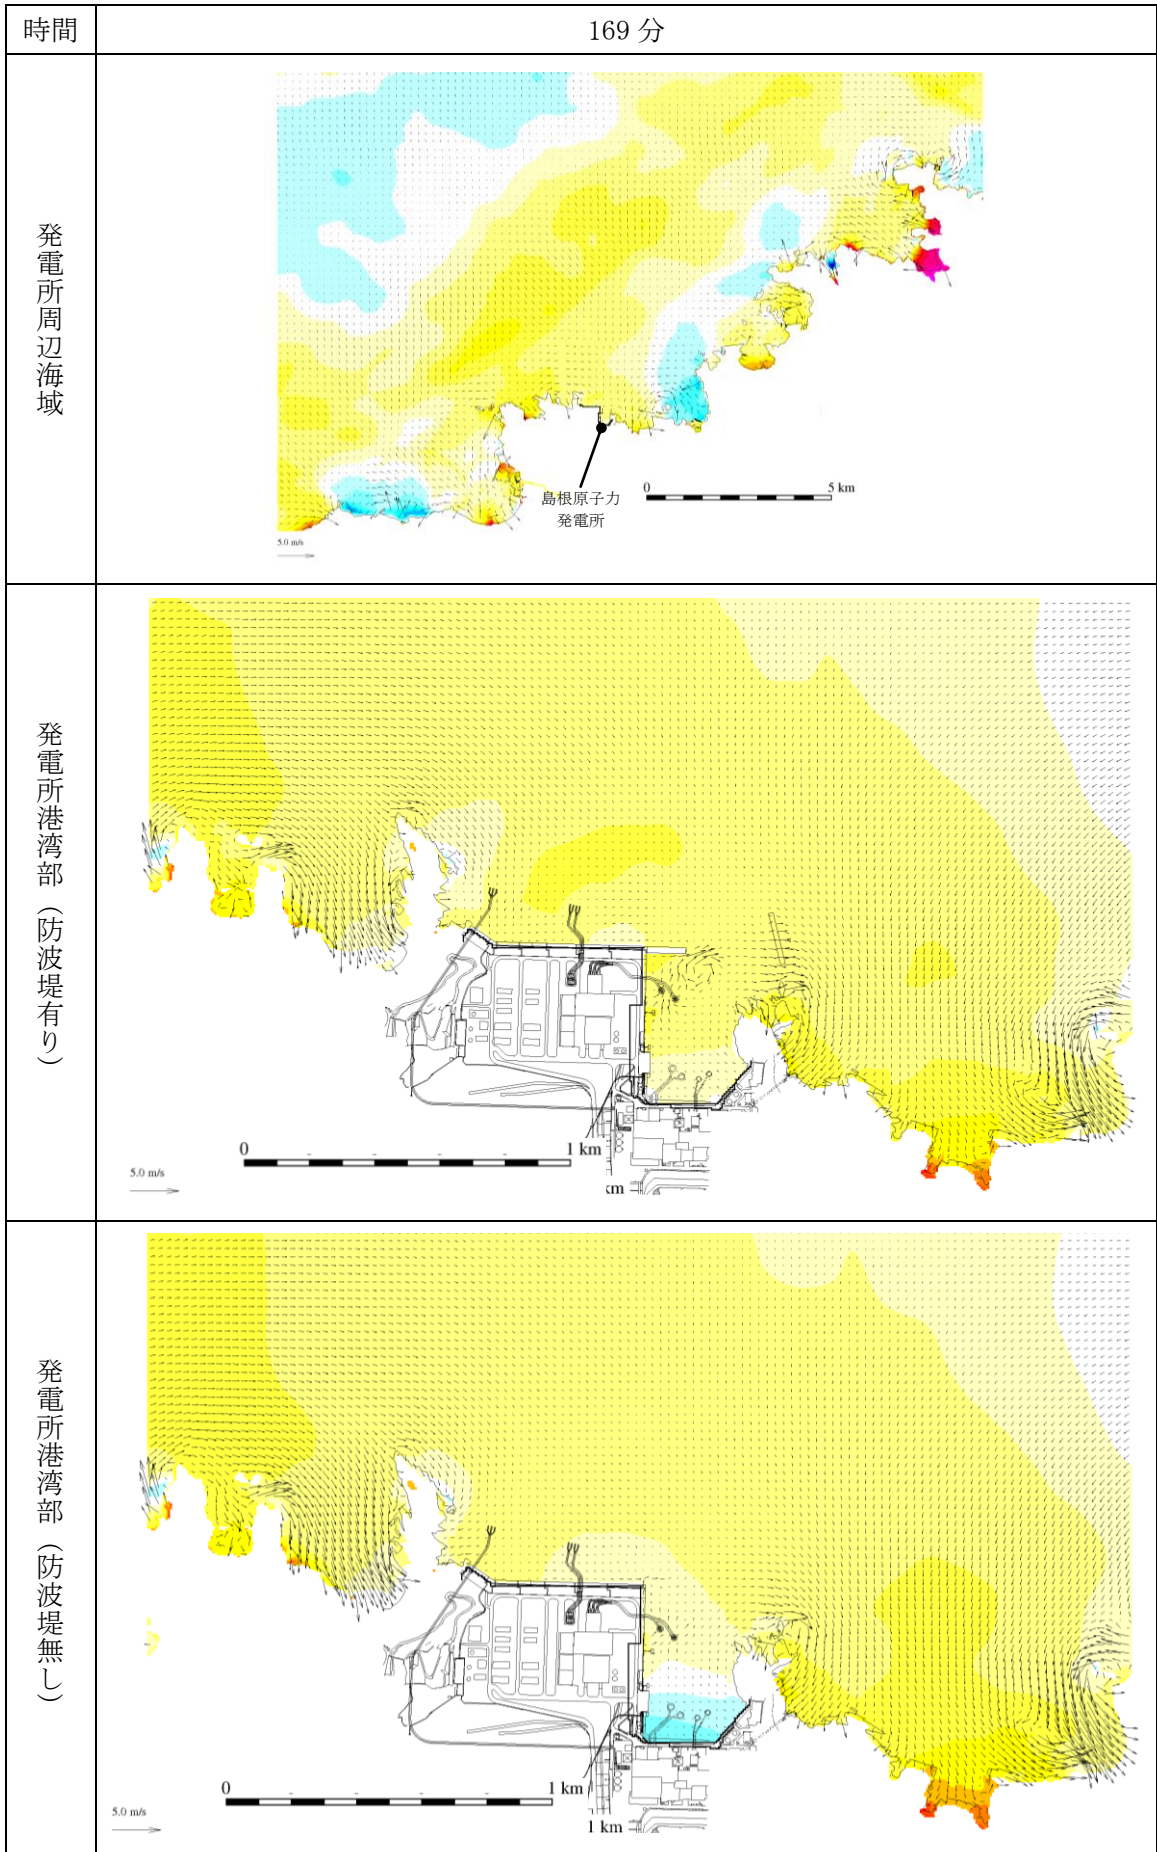 時間
169 分
発電所周辺海域
島根原子力
発電所
0
5 km
5.0 m/s
発電所港湾部（防波堤有り）
0
1 km
5.0 m/s
km
発電所港湾部（防波堤無し）
0
1 km
5.0 m/s
1 km